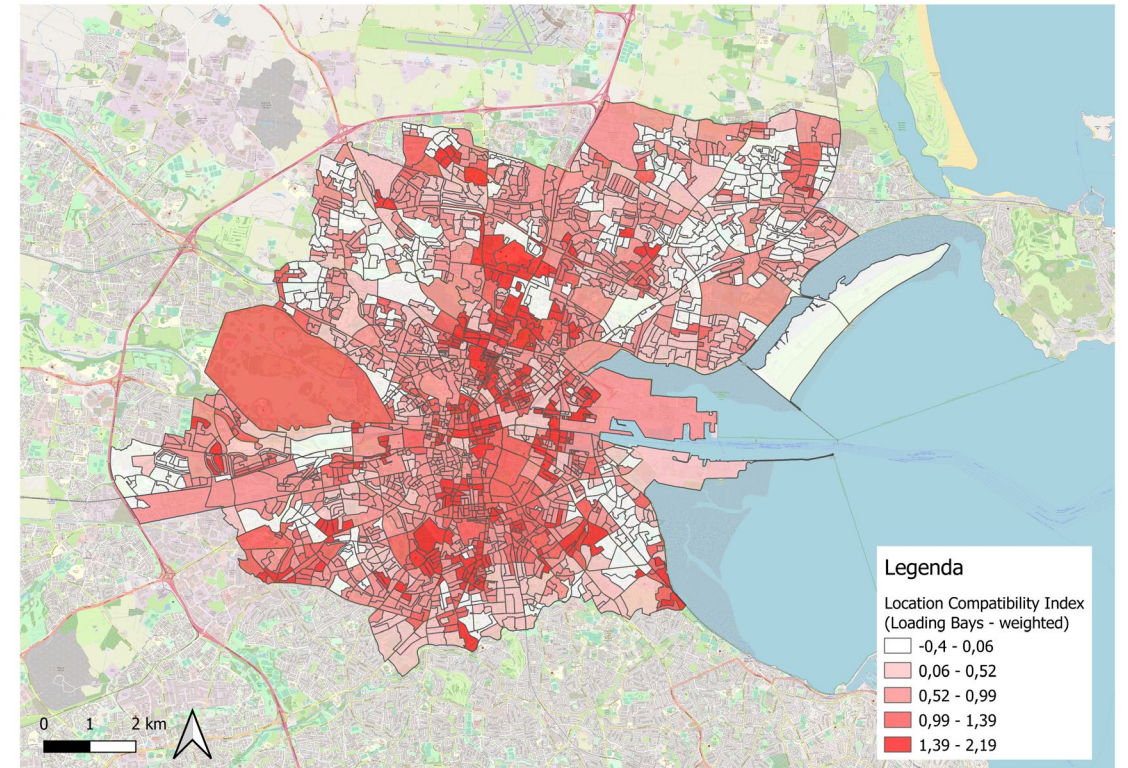 Legenda
Location Compatibility Index
(Loading Bays - weighted)
-0,4 - 0,06
0,06 - 0,52
0,52 - 0,99
0,99 - 1,39
1,39 - 2,19
0 1 2 km